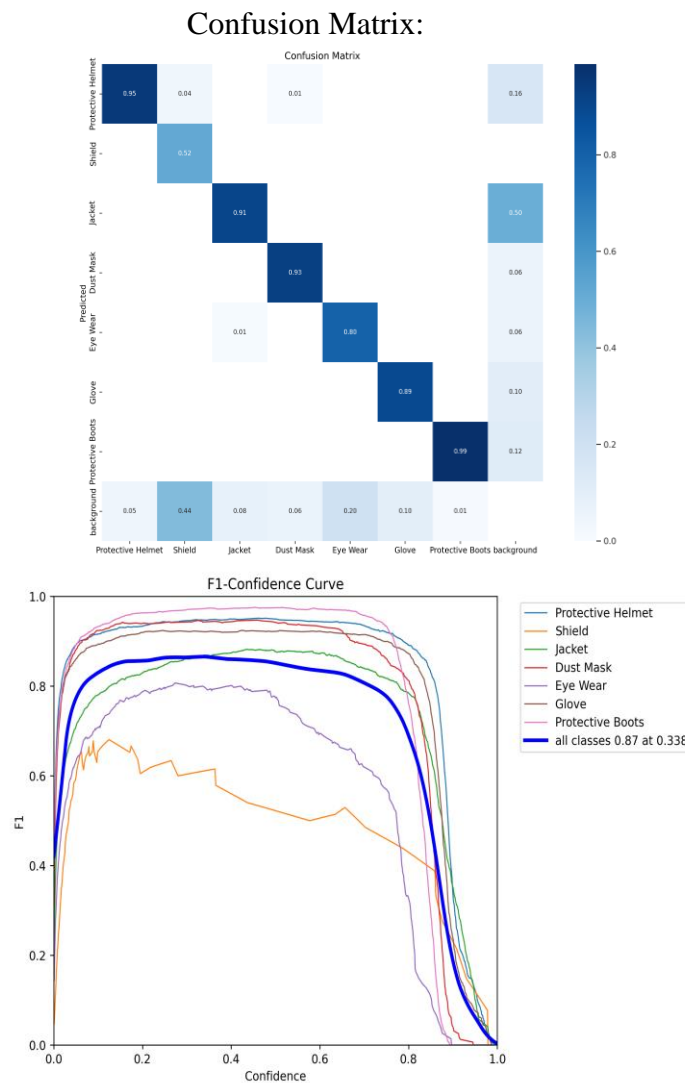 Confusion Matrix:
Confusion Matrix
Protective Helmet
0.95 0.04 0.01 0.16
Shield
0.52
0.8
Jacket
0.91 0.50
0.6
Predicted
Dust Mask
0.93 0.06
0.4
Eye Wear
0.01 0.80 0.06
Glove
0.89 0.10
0.2
Protective Boots
0.99 0.12
background
0.05 0.44 0.08 0.06 0.20 0.10 0.01
0.0
Protective Helmet Shield Jacket Dust Mask Eye Wear Glove Protective Boots background
F1-Confidence Curve
1.0
0.8
0.6
0.4
0.2
0.0
F1
0.0 0.2 0.4 0.6 0.8 1.0
Confidence
Protective Helmet
Shield
Jacket
Dust Mask
Eye Wear
Glove
Protective Boots
all classes 0.87 at 0.338